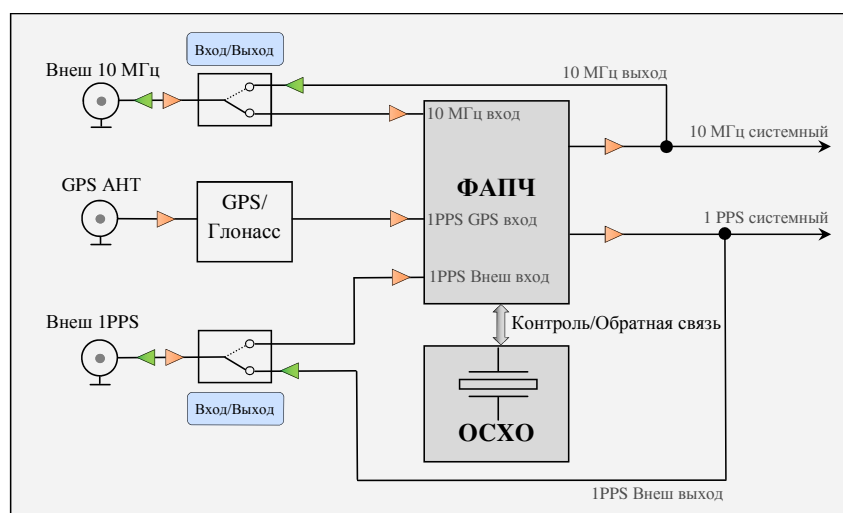 Вход/Выход
Внеш 10 МГц
10 МГц выход
10 МГц вход
10 МГц системный
ФАПЧ
GPS АНТ
GPS/
Глонасс
1PPS GPS вход
1 PPS системный
1PPS Внеш вход
Внеш 1PPS
Контроль/Обратная связь
Вход/Выход
ОСХО
1PPS Внеш выход